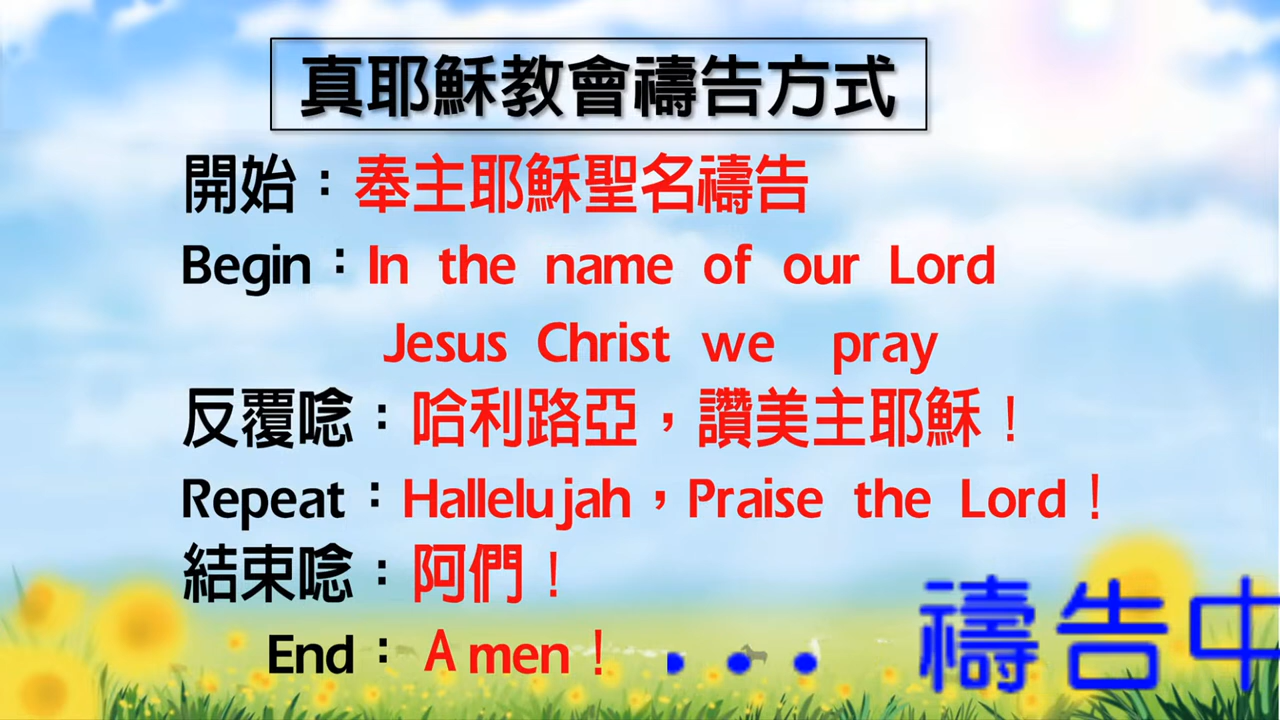 真耶穌教會禱告方式
開始：奉主耶穌聖名禱告
Begin：In the name of our Lord
Jesus Christ we pray
反覆唸：哈利路亞，讚美主耶穌！
Repeat：Hallelujah，Praise the Lord！
結束唸：阿們！
End：Amen！
... 禱告中